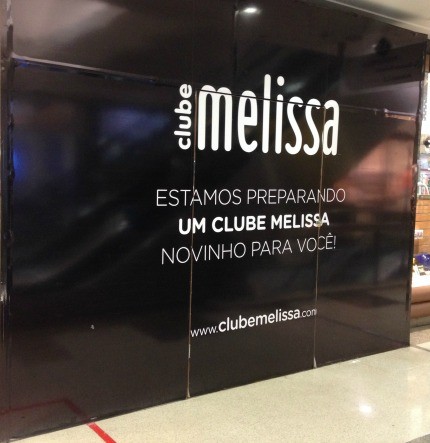 clube melissa
ESTAMOS PREPARANDO
UM CLUBE MELISSA
NOVINHO PARA VOCÊ!
www.clubemelissa.com